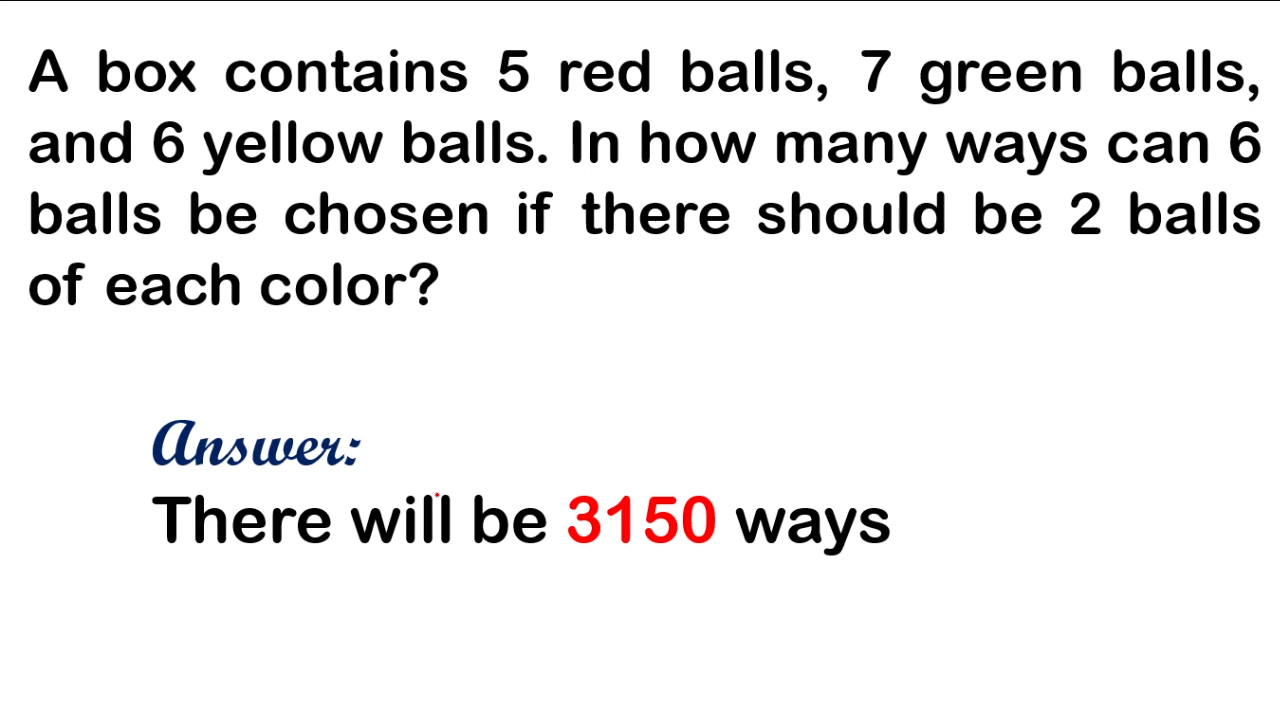 A box contains 5 red balls, 7 green balls,
and 6 yellow balls. In how many ways can 6
balls be chosen if there should be 2 balls
of each color?
Answer:
There will be 3150 ways